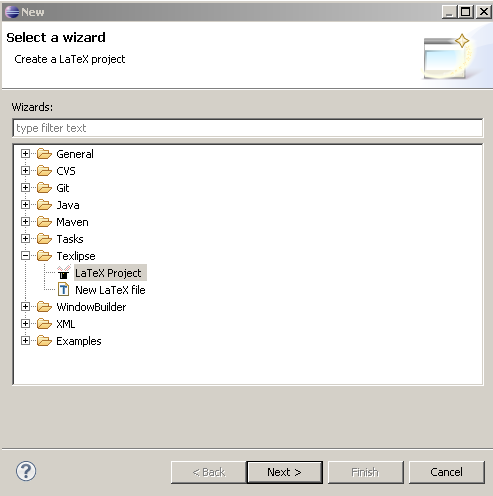 New
Select a wizard
Create a LaTeX project
Wizards:
type filter text
General
CVS
Git
Java
Maven
Tasks
Texlipse
LaTeX Project
New LaTeX file
WindowBuilder
XML
Examples
< Back Next > Finish Cancel